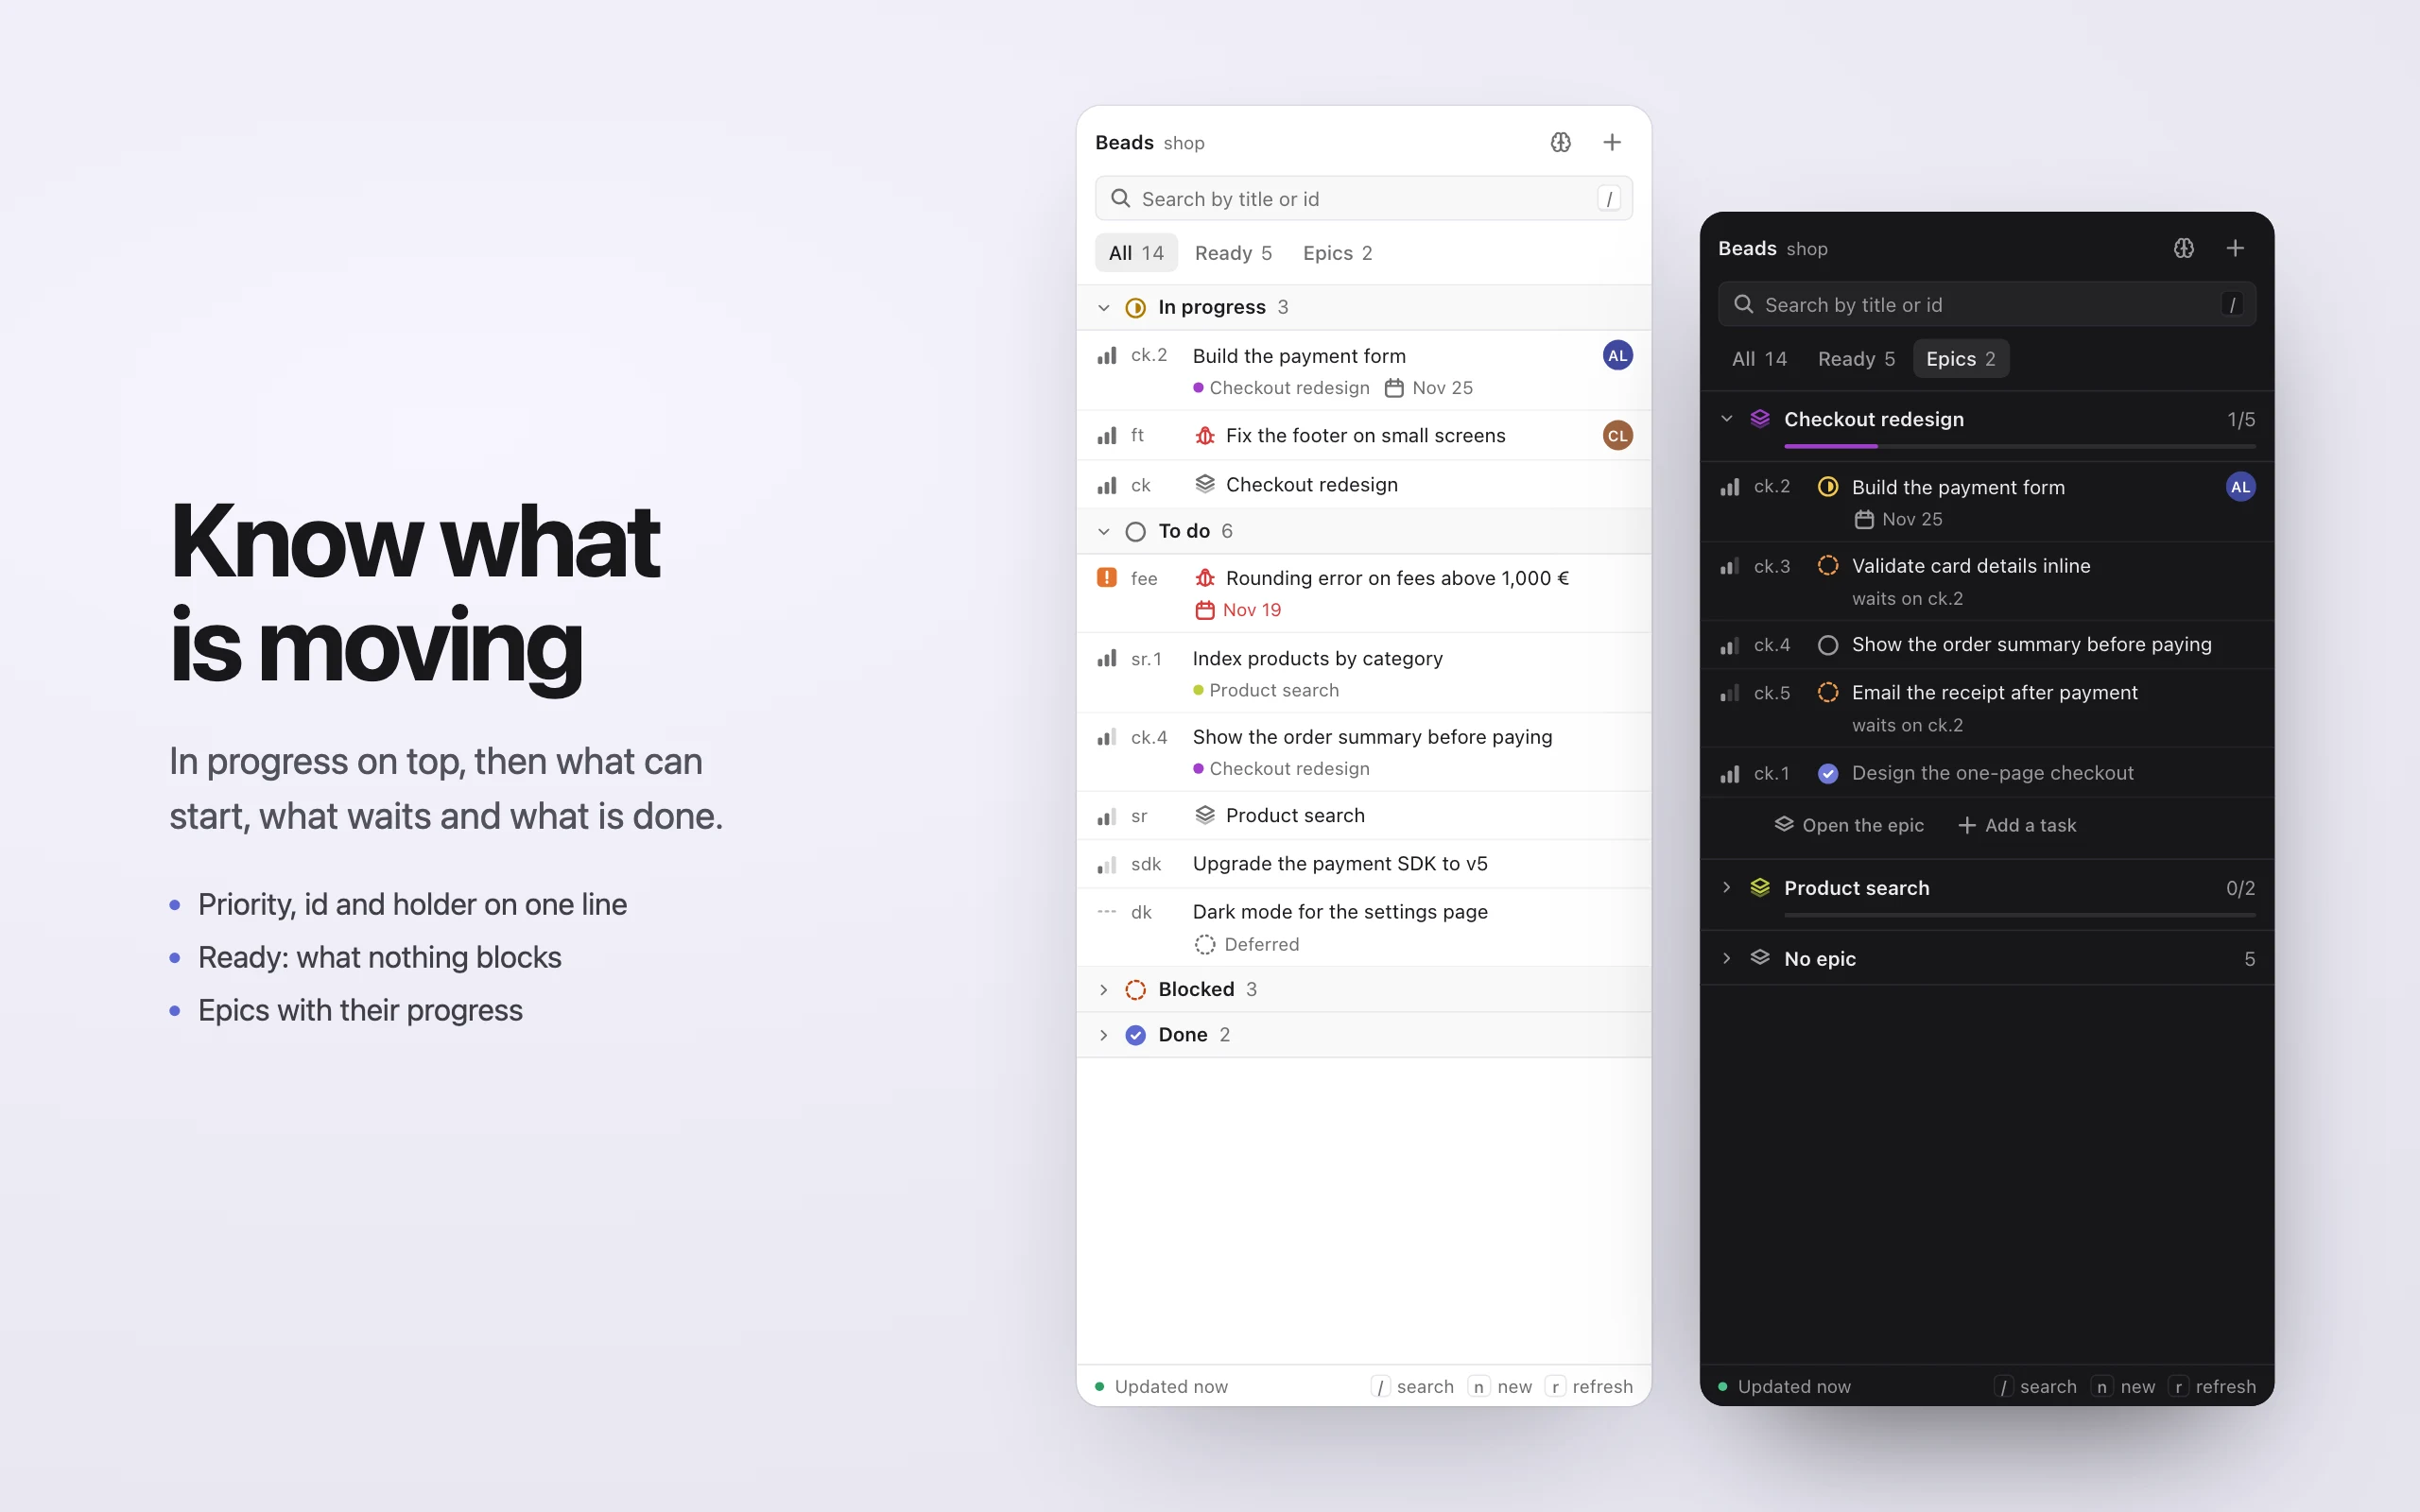 Know what
is moving
In progress on top, then what can
start, what waits and what is done.
Priority, id and holder on one line
Ready: what nothing blocks
Epics with their progress
Beads shop
Search by title or id /
All 14 Ready 5 Epics 2
In progress 3
ck.2 Build the payment form AL
Checkout redesign Nov 25
ft Fix the footer on small screens CL
ck Checkout redesign
To do 6
fee Rounding error on fees above 1,000 €
Nov 19
sr.1 Index products by category
Product search
ck.4 Show the order summary before paying
Checkout redesign
sr Product search
sdk Upgrade the payment SDK to v5
dk Dark mode for the settings page
Deferred
Blocked 3
Done 2
Updated now / search n new r refresh
Beads shop
Search by title or id /
All 14 Ready 5 Epics 2
Checkout redesign 1/5
ck.2 Build the payment form AL
Nov 25
ck.3 Validate card details inline
waits on ck.2
ck.4 Show the order summary before paying
ck.5 Email the receipt after payment
waits on ck.2
ck.1 Design the one-page checkout
Open the epic + Add a task
Product search 0/2
No epic 5
Updated now / search n new r refresh